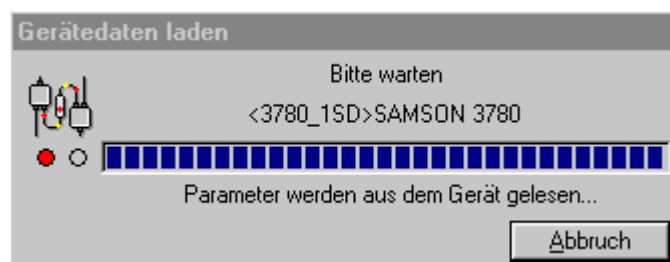 Gerätedaten laden
Bitte warten
<3780_1SD>SAMSON 3780
Parameter werden aus dem Gerät gelesen...
Abbruch